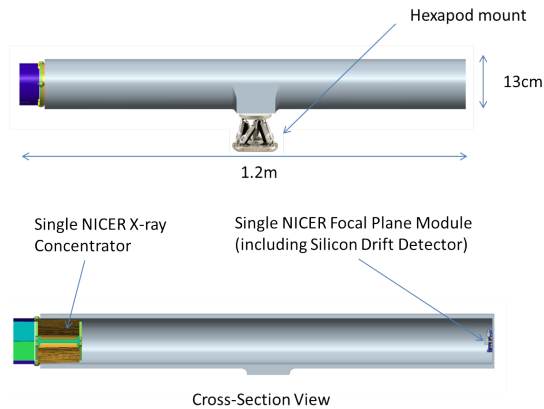 Hexapod mount
13cm
1.2m
Single NICER X-ray
Concentrator
Single NICER Focal Plane Module
(including Silicon Drift Detector)
Cross-Section View